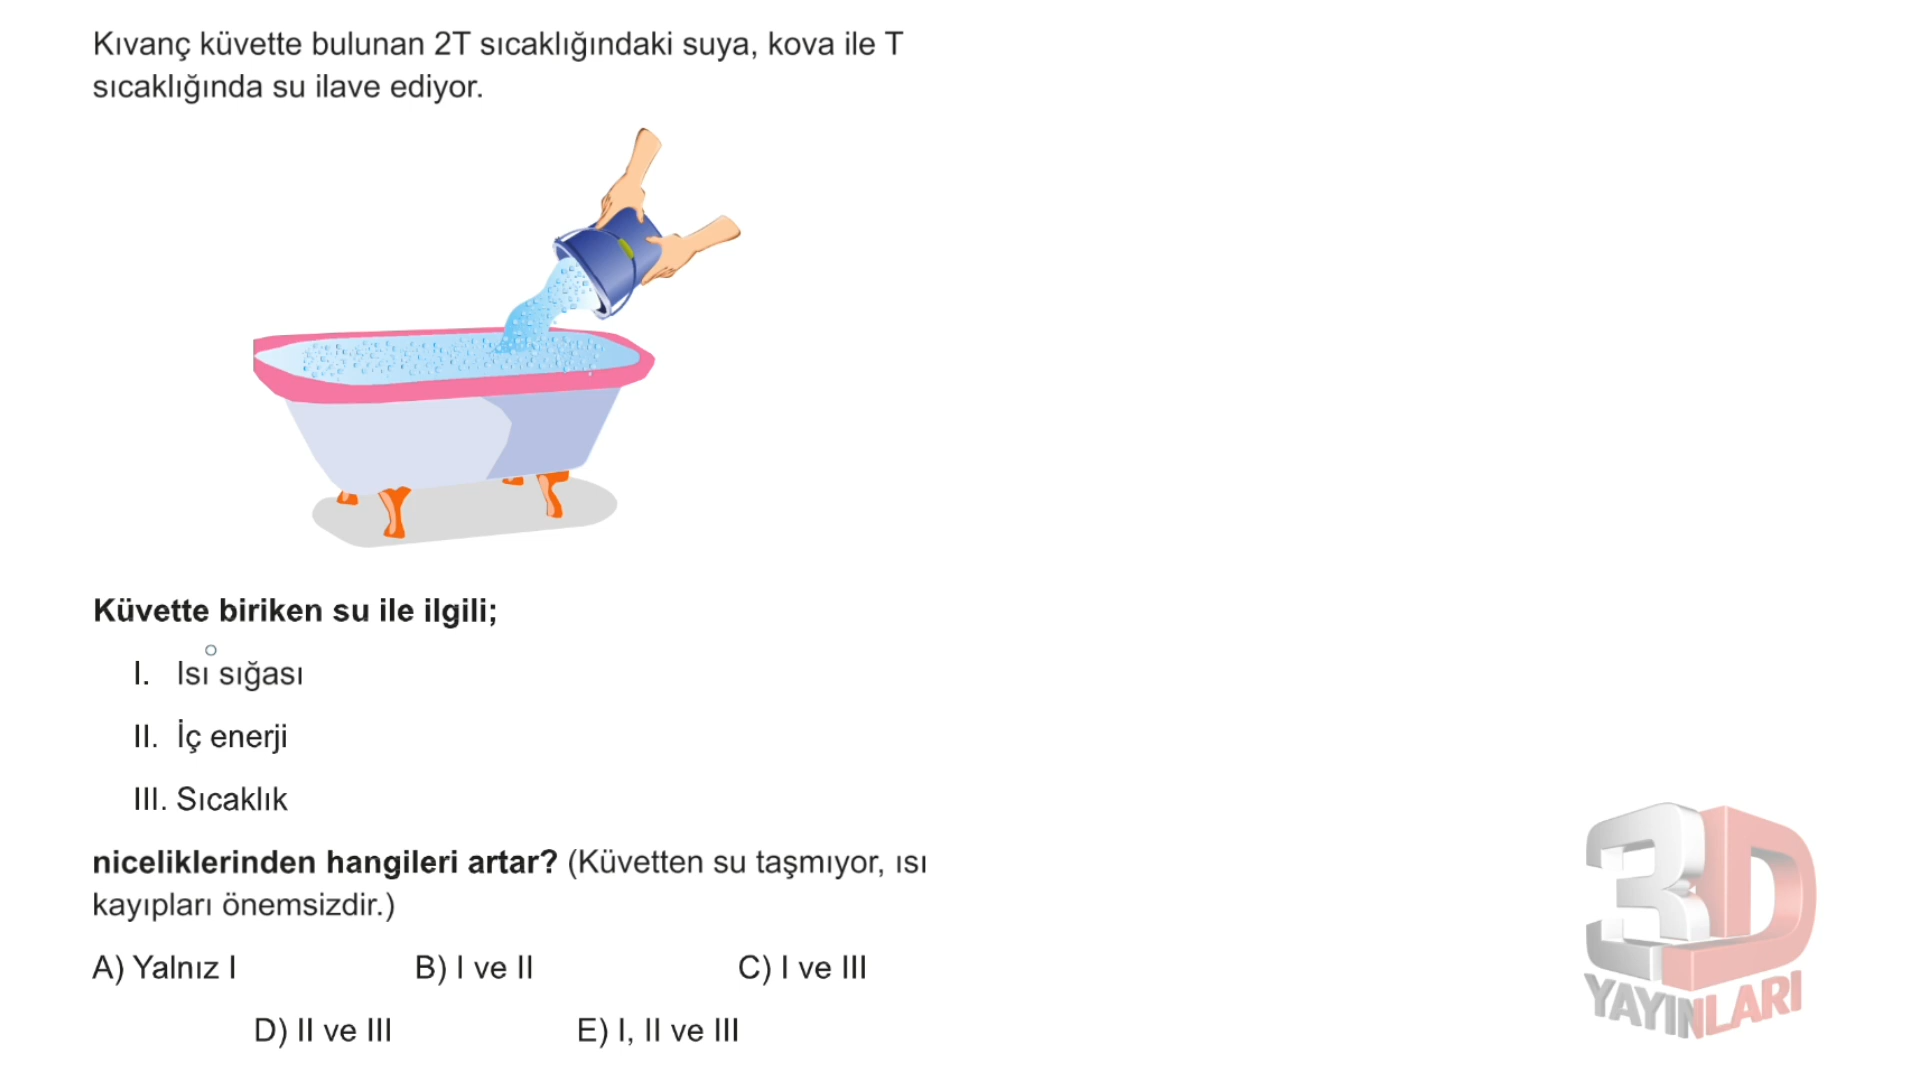 Kıvanç küvette bulunan 2T sıcaklığındaki suya, kova ile T
sıcaklığında su ilave ediyor.
Küvette biriken su ile ilgili;
I. Isı sığası
II. İç enerji
III. Sıcaklık
niceliklerinden hangileri artar? (Küvetten su taşmıyor, ısı
kayıpları önemsizdir.)
A) Yalnız I B) I ve II C) I ve III
D) II ve III E) I, II ve III
3D
YAYINLARI